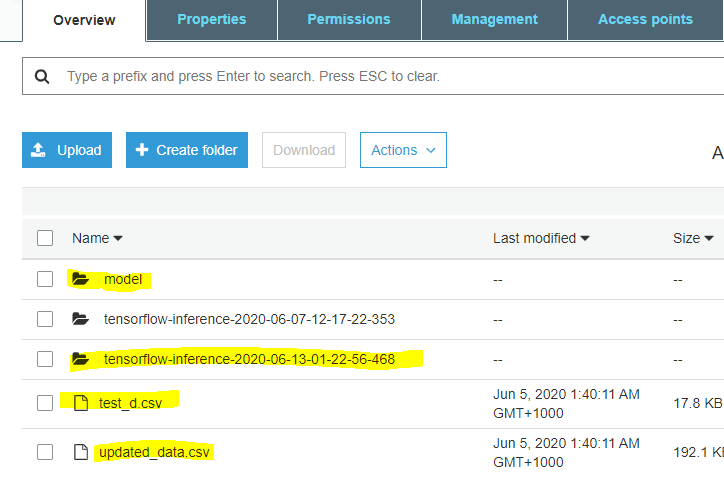 Overview Properties Permissions Management Access points
Type a prefix and press Enter to search. Press ESC to clear.
Upload Create folder Download Actions A
Name Last modified Size
model -- --
tensorflow-inference-2020-06-07-12-17-22-353 -- --
tensorflow-inference-2020-06-13-01-22-56-468 -- --
test_d.csv Jun 5, 2020 1:40:11 AM GMT+1000 17.8 KB
updated_data.csv Jun 5, 2020 1:40:11 AM GMT+1000 192.1 KB